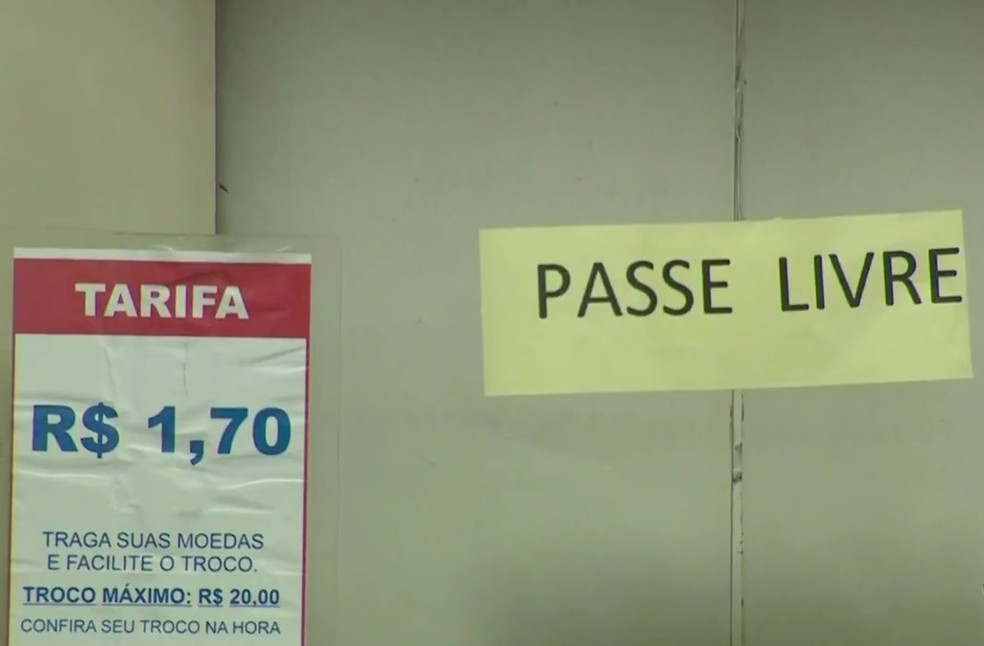 TARIFA
R$ 1,70
TRAGA SUAS MOEDAS
E FACILITE O TROCO.
TROCO MÁXIMO: R$ 20,00
CONFIRA SEU TROCO NA HORA
PASSE LIVRE